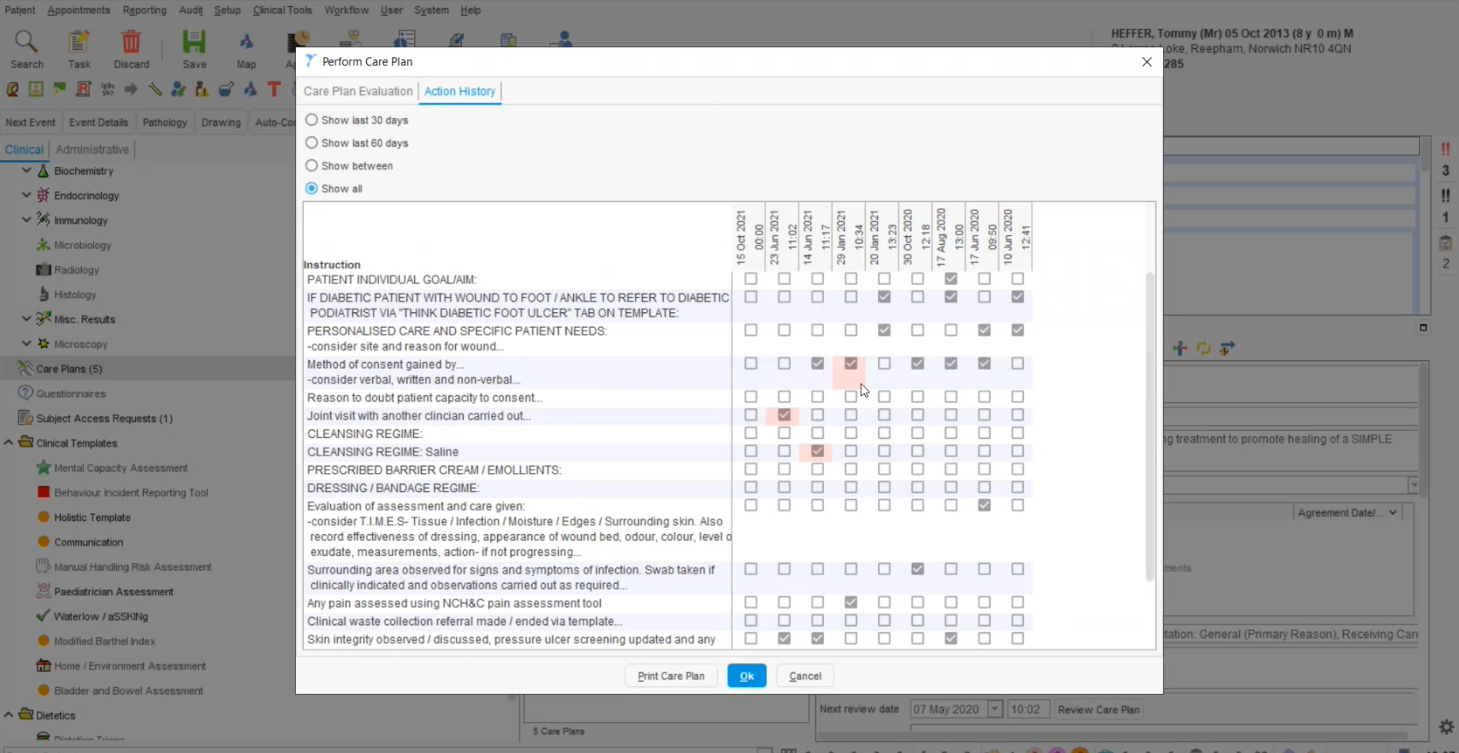 Patient Appointments Reporting Audit Setup Clinical Tools Workflow User System Help
HEFFER, Tommy (Mr) 05 Oct 2013 (8 y 0 m) M
oke, Reepham, Norwich NR10 4QN
285
Search Task Discard Save Map
Next Event Event Details Pathology Drawing Auto-Con
Clinical Administrative
Biochemistry
Endocrinology
Immunology
Microbiology
Radiology
Histology
Misc. Results
Microscopy
Care Plans (5)
Questionnaires
Subject Access Requests (1)
Clinical Templates
Mental Capacity Assessment
Behaviour Incident Reporting Tool
Holistic Template
Communication
Manual Handling Risk Assessment
Paediatrician Assessment
Waterlow / aSSKINg
Modified Barthel Index
Home / Environment Assessment
Bladder and Bowel Assessment
Dietetics
Perform Care Plan
Care Plan Evaluation Action History
Show last 30 days
Show last 60 days
Show between
Show all
Instruction
15 Oct 2021 00:00
23 Jun 2021 11:02
14 Jun 2021 11:17
29 Jan 2021 10:34
20 Jan 2021 13:23
30 Oct 2020 12:18
17 Aug 2020 13:00
17 Jun 2020 09:50
10 Jun 2020 12:41
PATIENT INDIVIDUAL GOAL/AIM:
IF DIABETIC PATIENT WITH WOUND TO FOOT / ANKLE TO REFER TO DIABETIC
PODIATRIST VIA "THINK DIABETIC FOOT ULCER" TAB ON TEMPLATE:
PERSONALISED CARE AND SPECIFIC PATIENT NEEDS:
-consider site and reason for wound...
Method of consent gained by...
-consider verbal, written and non-verbal...
Reason to doubt patient capacity to consent...
Joint visit with another clincian carried out...
CLEANSING REGIME:
CLEANSING REGIME: Saline
PRESCRIBED BARRIER CREAM / EMOLLIENTS:
DRESSING / BANDAGE REGIME:
Evaluation of assessment and care given:
-consider T.I.M.E.S- Tissue / Infection / Moisture / Edges / Surrounding skin. Also
record effectiveness of dressing, appearance of wound bed, odour, colour, level o
exudate, measurements, action- if not progressing...
Surrounding area observed for signs and symptoms of infection. Swab taken if
clinically indicated and observations carried out as required...
Any pain assessed using NCH&C pain assessment tool
Clinical waste collection referral made / ended via template...
Skin integrity observed / discussed, pressure ulcer screening updated and any
Print Care Plan Ok Cancel
!! 3
!! 1
2
ng treatment to promote healing of a SIMPLE
Agreement Date/...
ments
tation: General (Primary Reason), Receiving Care
Next review date 07 May 2020 10:02 Review Care Plan
5 Care Plans